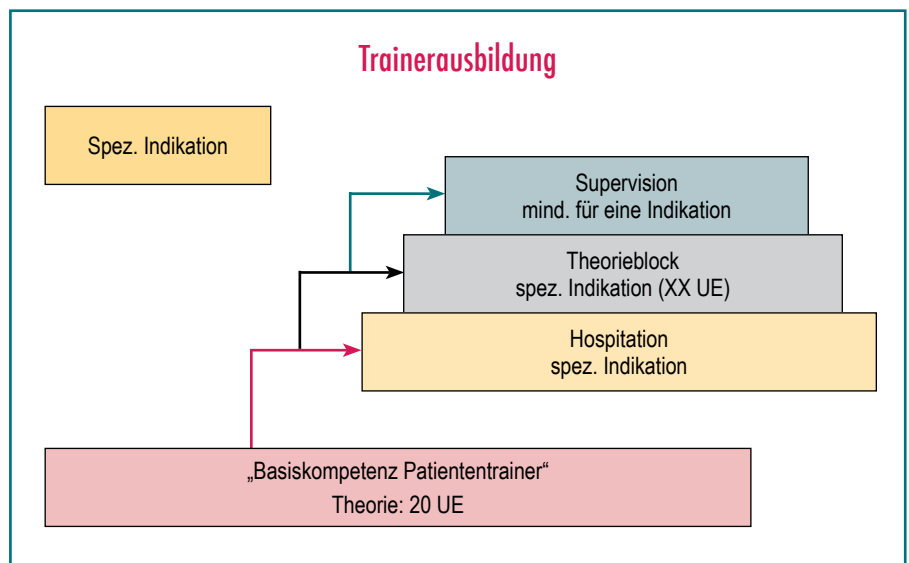 Trainerausbildung
Spez. Indikation
Supervision
mind. für eine Indikation
Theorieblock
spez. Indikation (XX UE)
Hospitation
spez. Indikation
„Basiskompetenz Patiententrainer“
Theorie: 20 UE